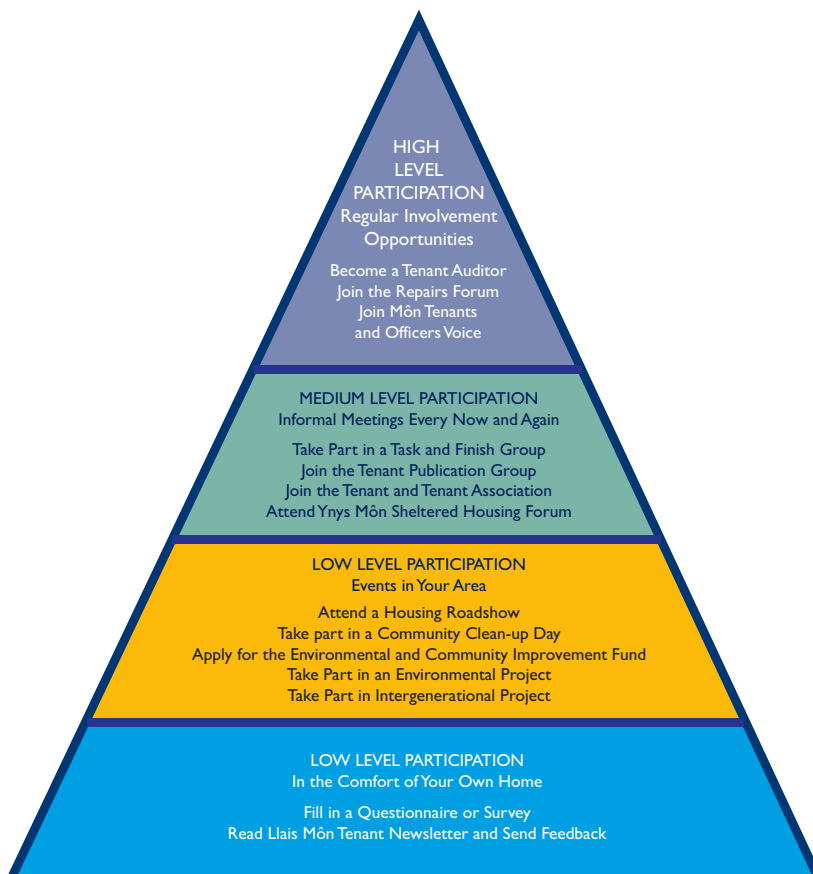 HIGH
LEVEL
PARTICIPATION
Regular Involvement
Opportunities
Become a Tenant Auditor
Join the Repairs Forum
Join Môn Tenants
and Officers Voice
MEDIUM LEVEL PARTICIPATION
Informal Meetings Every Now and Again
Take Part in a Task and Finish Group
Join the Tenant Publication Group
Join the Tenant and Tenant Association
Attend Ynys Môn Sheltered Housing Forum
LOW LEVEL PARTICIPATION
Events in Your Area
Attend a Housing Roadshow
Take part in a Community Clean-up Day
Apply for the Environmental and Community Improvement Fund
Take Part in an Environmental Project
Take Part in Intergenerational Project
LOW LEVEL PARTICIPATION
In the Comfort of Your Own Home
Fill in a Questionnaire or Survey
Read Llais Môn Tenant Newsletter and Send Feedback